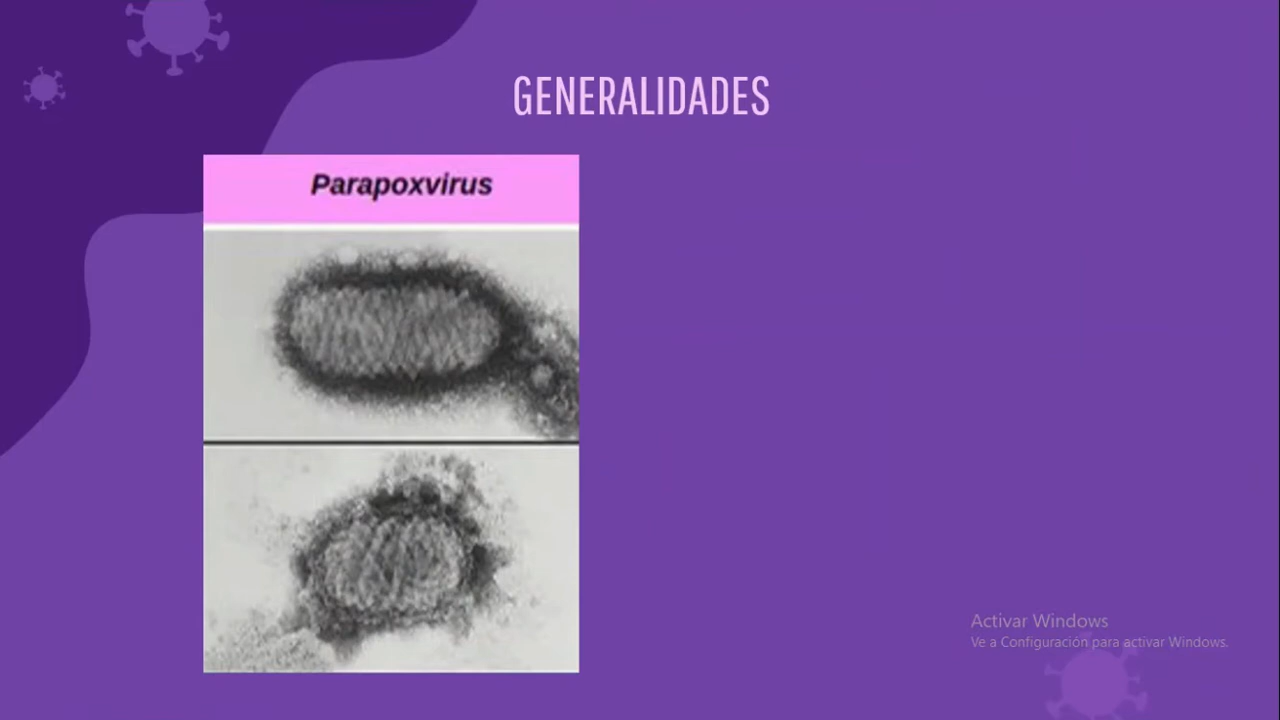 GENERALIDADES
Parapoxvirus
Activar Windows
Ve a Configuración para activar Windows.